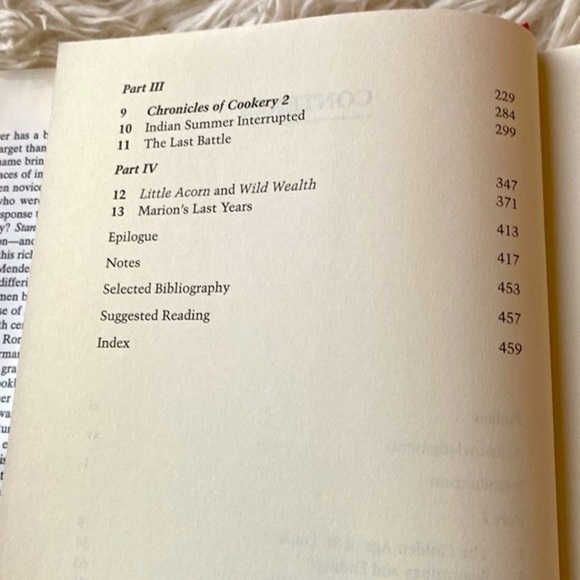 Part III
9 Chronicles of Cookery 2 229
10 Indian Summer Interrupted 284
11 The Last Battle 299
Part IV
12 Little Acorn and Wild Wealth 347
13 Marion's Last Years 371
Epilogue 413
Notes 417
Selected Bibliography 453
Suggested Reading 457
Index 459